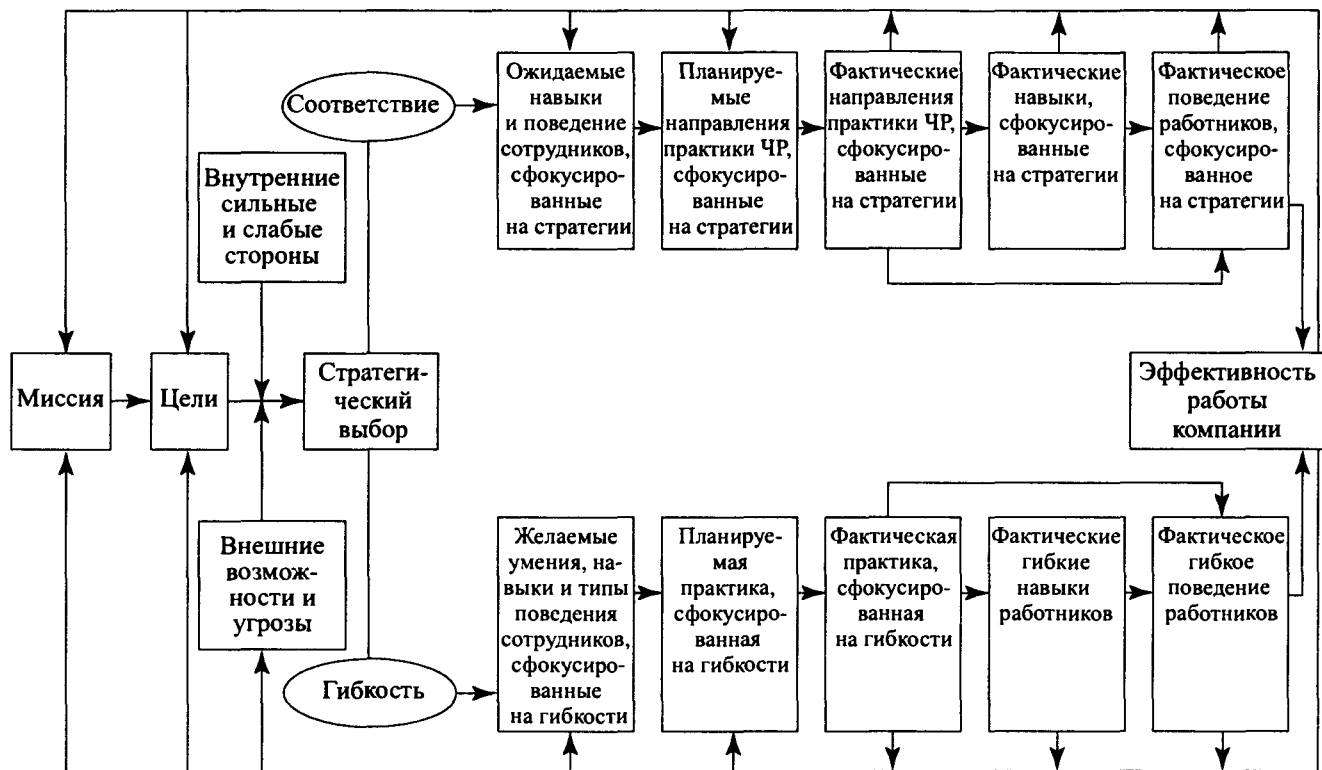 Соответствие
Ожидаемые
навыки
и поведение
сотрудников,
сфокусиро-
ванные
на стратегии
Планируе-
мые
направления
практики ЧР,
сфокусиро-
ванные
на стратегии
Фактические
направления
практики ЧР,
сфокусиро-
ванные
на стратегии
Фактические
навыки,
сфокусиро-
ванные
на стратегии
Фактическое
поведение
работников,
сфокусиро-
ванное
на стратегии
Внутренние
сильные
и слабые
стороны
Миссия
Цели
Стратеги-
ческий
выбор
Эффективность
работы
компании
Внешние
возмож-
ности и
угрозы
Гибкость
Желаемые
умения, на-
выки и типы
поведения
сотрудников,
сфокусиро-
ванные
на гибкости
Планируе-
мая
практика,
сфокусиро-
ванная
на гибкости
Фактическая
практика,
сфокусиро-
ванная
на гибкости
Фактические
гибкие
навыки
работников
Фактическое
гибкое
поведение
работников